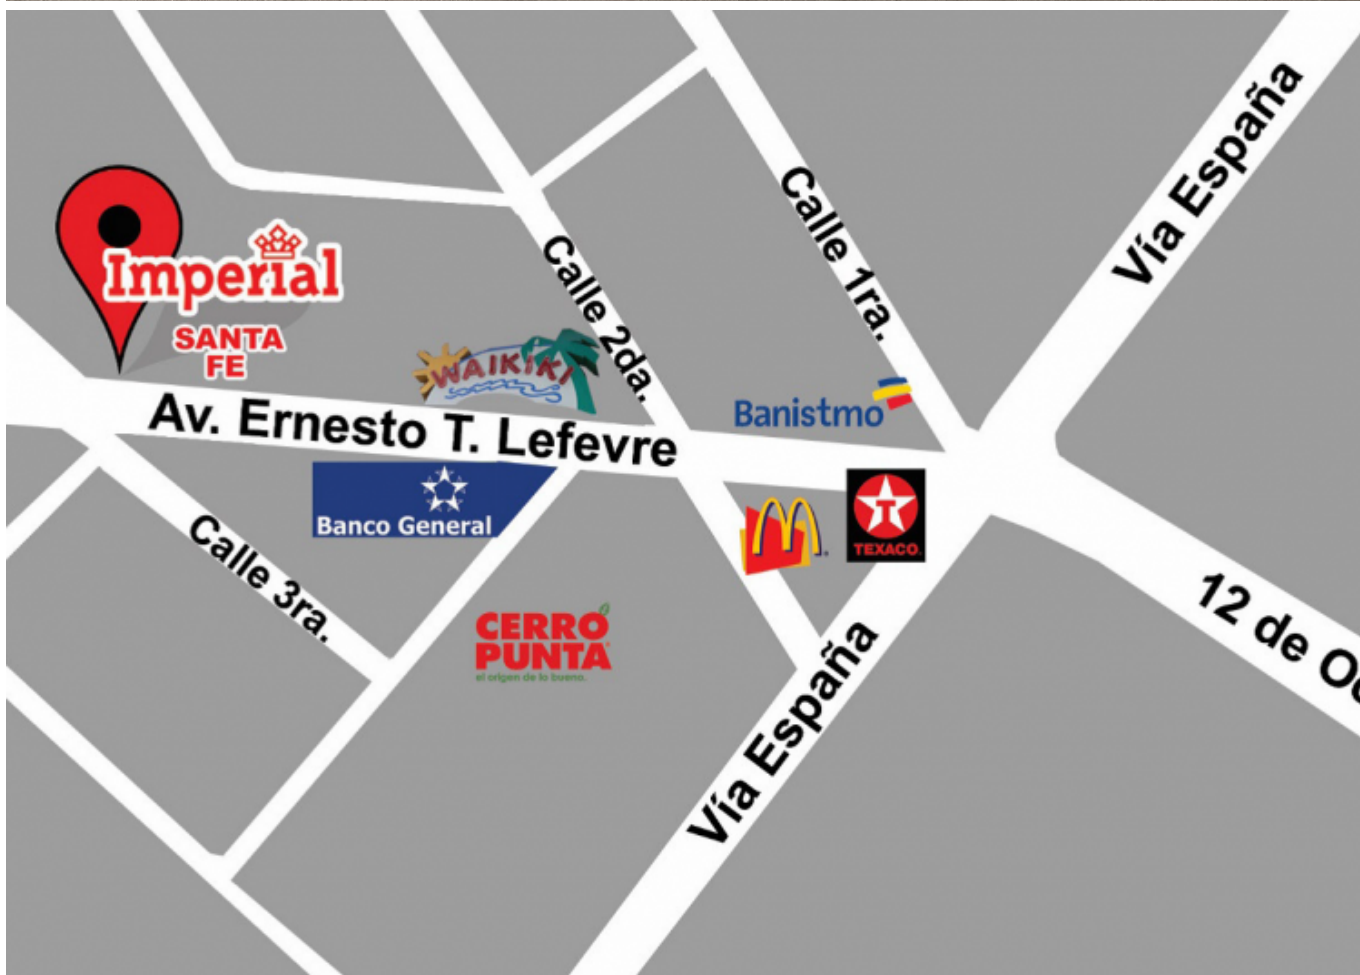 Vía España
Calle 1ra.
Calle 2da.
Imperial
SANTA
FE
WAIKIKI
Banistmo
Av. Ernesto T. Lefevre
Banco General
TEXACO.
Calle 3ra.
12 de Oc
CERRO
PUNTA
el origen de lo bueno.
Vía España